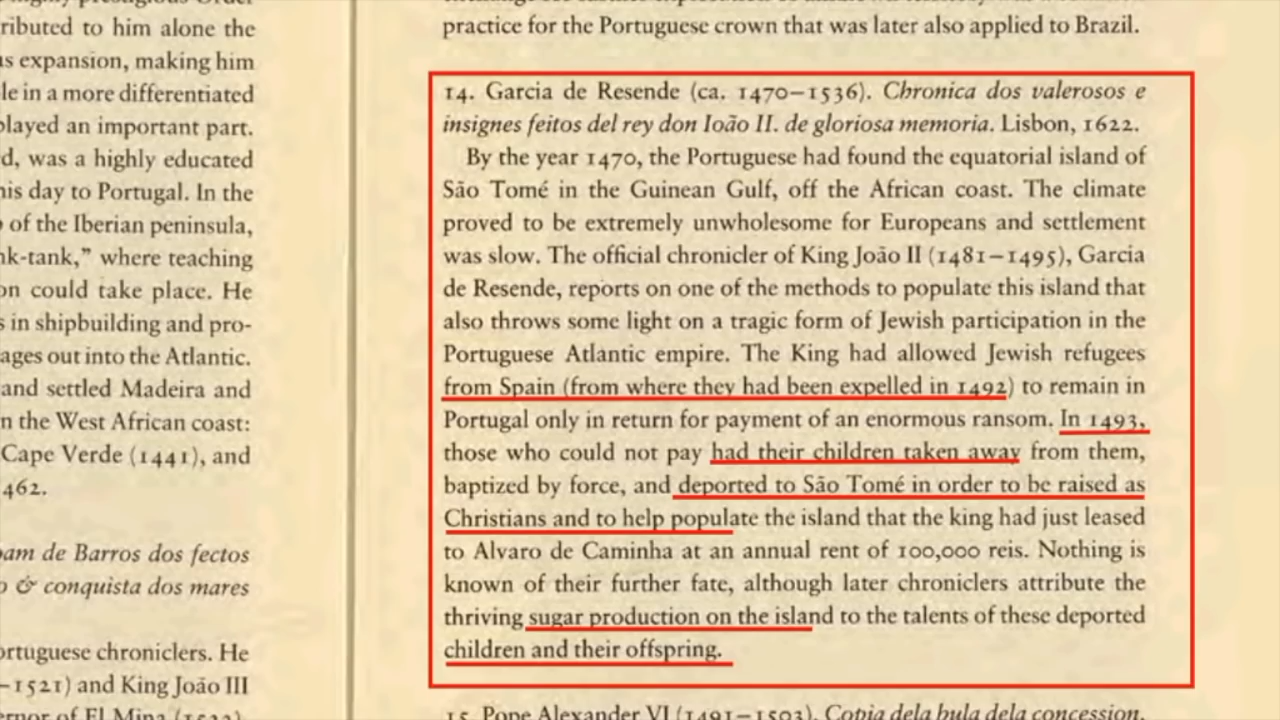 ributed to him alone the
s expansion, making him
le in a more differentiated
played an important part.
d, was a highly educated
his day to Portugal. In the
of the Iberian peninsula,
nk-tank," where teaching
on could take place. He
s in shipbuilding and pro-
ages out into the Atlantic.
and settled Madeira and
n the West African coast:
Cape Verde (1441), and
462.
oam de Barros dos fectos
o & conquista dos mares
ortuguese chroniclers. He
–1521) and King João III
practice for the Portuguese crown that was later also applied to Brazil.
14. Garcia de Resende (ca. 1470–1536). Chronica dos valerosos e
insignes feitos del rey don Ioão II. de gloriosa memoria. Lisbon, 1622.
By the year 1470, the Portuguese had found the equatorial island of
São Tomé in the Guinean Gulf, off the African coast. The climate
proved to be extremely unwholesome for Europeans and settlement
was slow. The official chronicler of King João II (1481–1495), Garcia
de Resende, reports on one of the methods to populate this island that
also throws some light on a tragic form of Jewish participation in the
Portuguese Atlantic empire. The King had allowed Jewish refugees
from Spain (from where they had been expelled in 1492) to remain in
Portugal only in return for payment of an enormous ransom. In 1493,
those who could not pay had their children taken away from them,
baptized by force, and deported to São Tomé in order to be raised as
Christians and to help populate the island that the king had just leased
to Alvaro de Caminha at an annual rent of 100,000 reis. Nothing is
known of their further fate, although later chroniclers attribute the
thriving sugar production on the island to the talents of these deported
children and their offspring.
15. Pope Alexander VI (1491–1503). Copia dela bula dela concession.